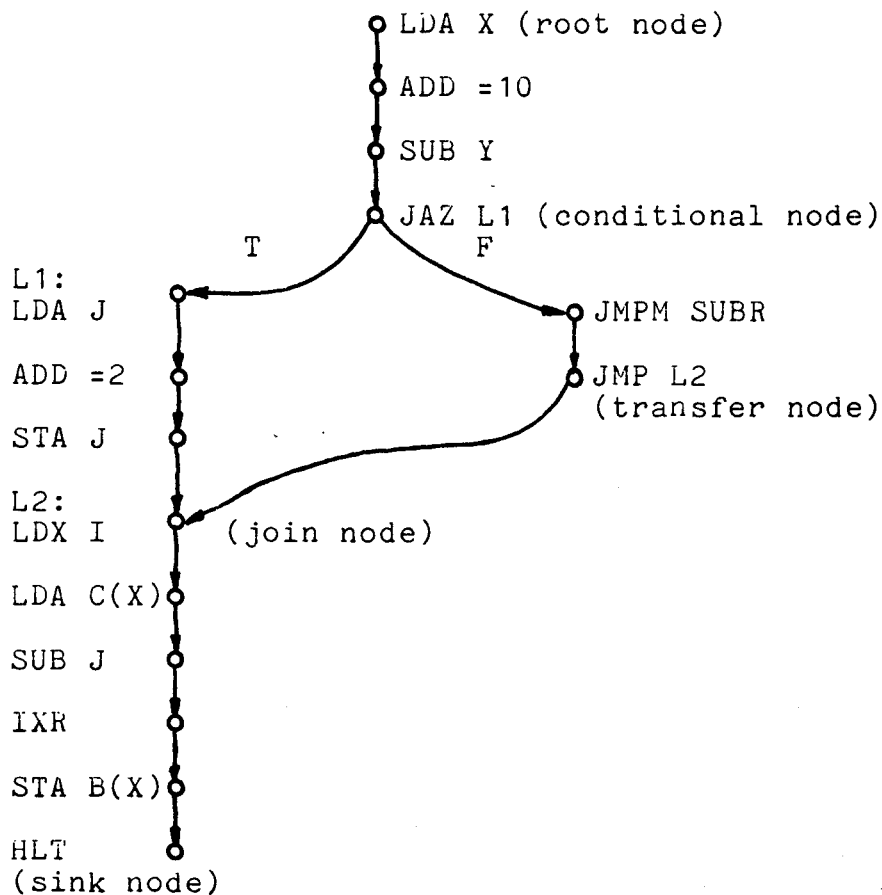 LDA X (root node)
ADD =10
SUB Y
JAZ L1 (conditional node)
T
F
L1:
LDA J
JMPM SUBR
ADD =2
JMP L2
(transfer node)
STA J
L2:
LDX I
(join node)
LDA C(X)
SUB J
IXR
STA B(X)
HLT
(sink node)